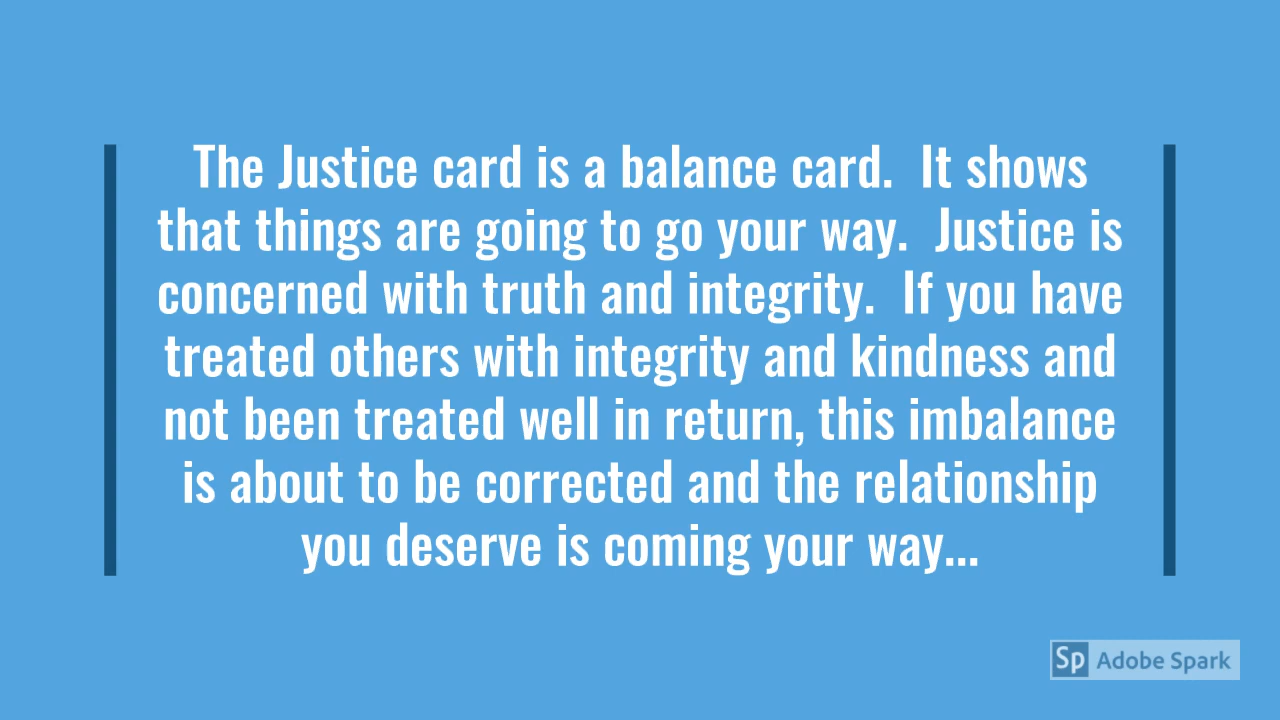 The Justice card is a balance card.  It shows
that things are going to go your way.  Justice is
concerned with truth and integrity.  If you have
treated others with integrity and kindness and
not been treated well in return, this imbalance
is about to be corrected and the relationship
you deserve is coming your way...
Sp Adobe Spark